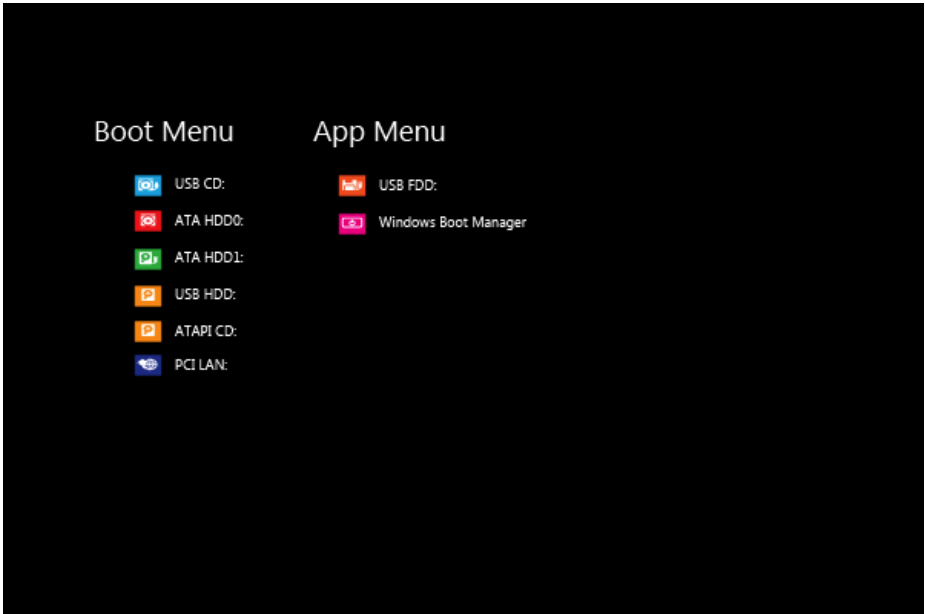 Boot Menu
USB CD:
ATA HDD0:
ATA HDD1:
USB HDD:
ATAPI CD:
PCI LAN:
App Menu
USB FDD:
Windows Boot Manager